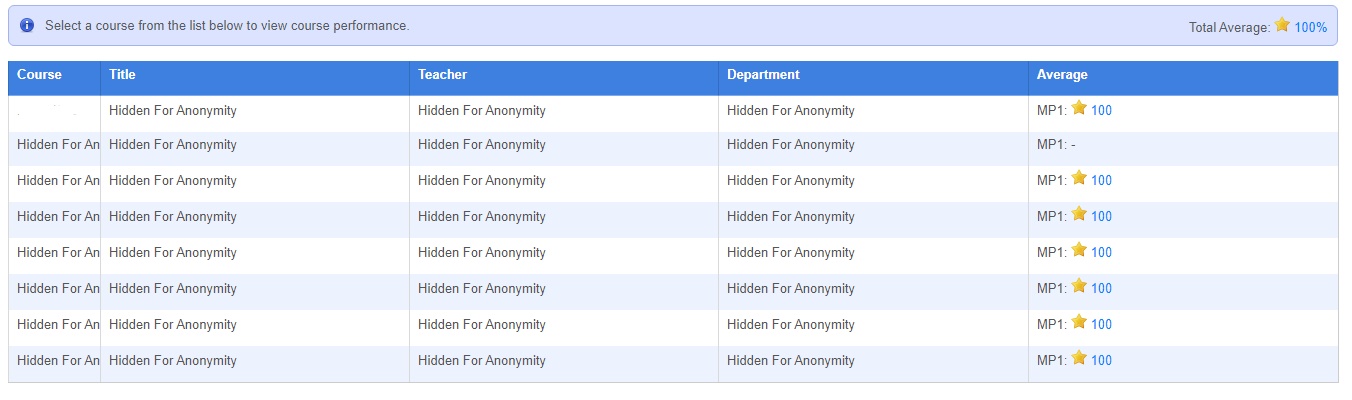 Select a course from the list below to view course performance. Total Average: 100%
Course Title Teacher Department Average
Hidden For Anonymity Hidden For Anonymity Hidden For Anonymity MP1: 100
Hidden For An Hidden For Anonymity Hidden For Anonymity Hidden For Anonymity MP1: -
Hidden For An Hidden For Anonymity Hidden For Anonymity Hidden For Anonymity MP1: 100
Hidden For An Hidden For Anonymity Hidden For Anonymity Hidden For Anonymity MP1: 100
Hidden For An Hidden For Anonymity Hidden For Anonymity Hidden For Anonymity MP1: 100
Hidden For An Hidden For Anonymity Hidden For Anonymity Hidden For Anonymity MP1: 100
Hidden For An Hidden For Anonymity Hidden For Anonymity Hidden For Anonymity MP1: 100
Hidden For An Hidden For Anonymity Hidden For Anonymity Hidden For Anonymity MP1: 100